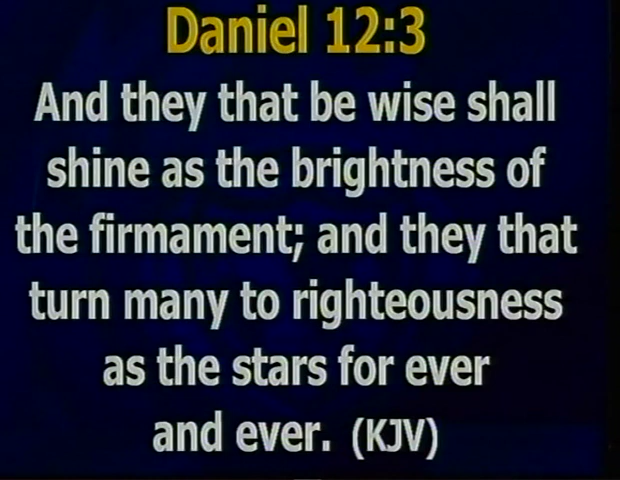 Daniel 12:3
And they that be wise shall
shine as the brightness of
the firmament; and they that
turn many to righteousness
as the stars for ever
and ever. (KJV)